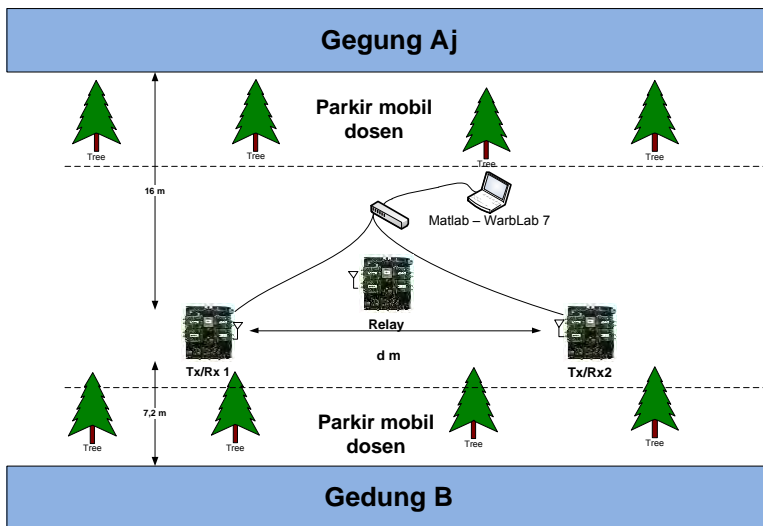 Gegung Aj
Parkir mobil
dosen
Tree
Tree
Tree
Tree
16 m
Matlab – WarbLab 7
Relay
d m
Tx/Rx 1
Tx/Rx2
7,2 m
Parkir mobil
dosen
Tree
Tree
Tree
Tree
Gedung B